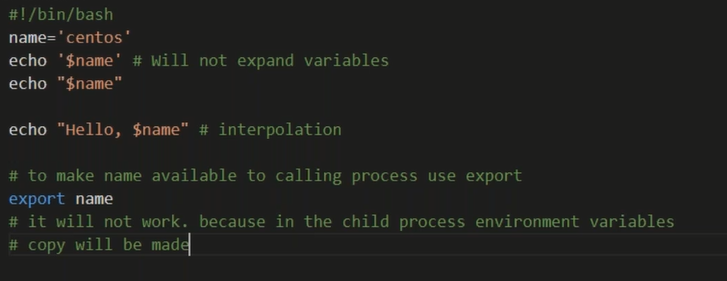 #!/bin/bash
name='centos'
echo '$name' # Will not expand variables
echo "$name"
echo "Hello, $name" # interpolation
# to make name available to calling process use export
export name
# it will not work. because in the child process environment variables
# copy will be made